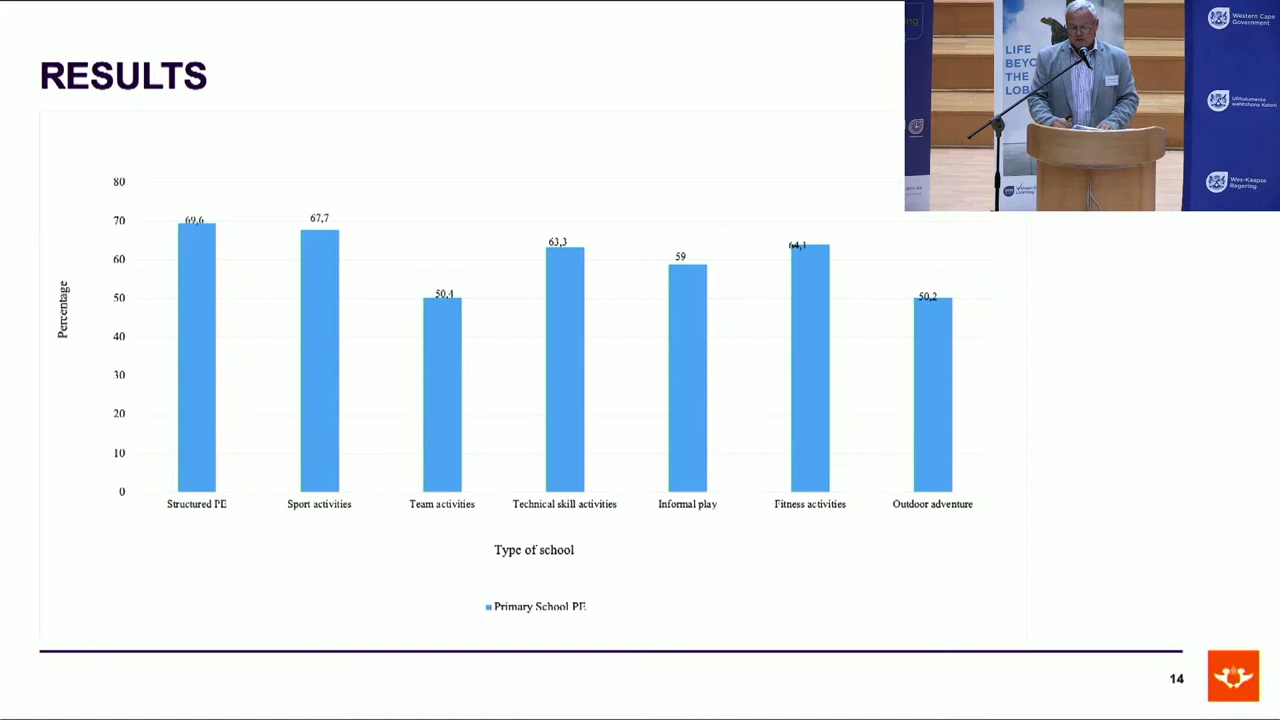 RESULTS
80
70
60
50
40
30
20
10
0
Percentage
69,6
67,7
50,4
63,3
59
64,1
50,2
Structured PE
Sport activities
Team activities
Technical skill activities
Informal play
Fitness activities
Outdoor adventure
Type of school
Primary School PE
14
LIFE
BEYO
THE
LOB
Learning
Western Cape
Government
Wes-Kaapse
Regering